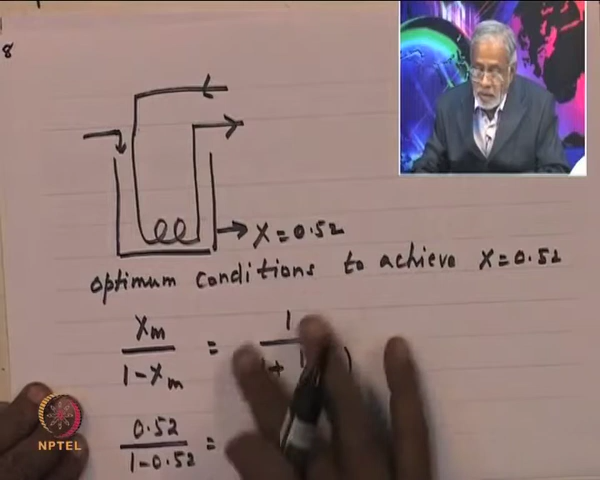 8
X = 0.52
optimum conditions to achieve X = 0.52
Xm / 1 - Xm = 1 / 1 +
0.52 / 1 - 0.52 =
NPTEL